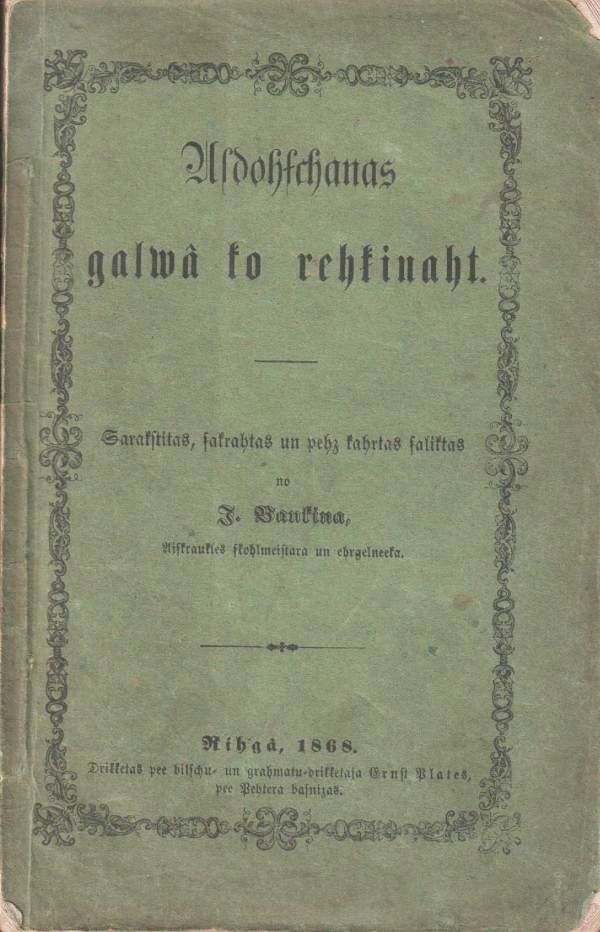 Uſdohſchanas
galwâ ko rehkinaht.
Sarakſtitas, ſakrahtas un pehz kahrtas ſaliktas
no
J. Baukina,
Aiſkraukles ſkohlmeiſtara un ehrgelneeka.
Rihgâ, 1868.
Drikketas pee bilſchu- un grahmatu-drikketaja Ernſt Plates,
pee Pehtera baſnizas.